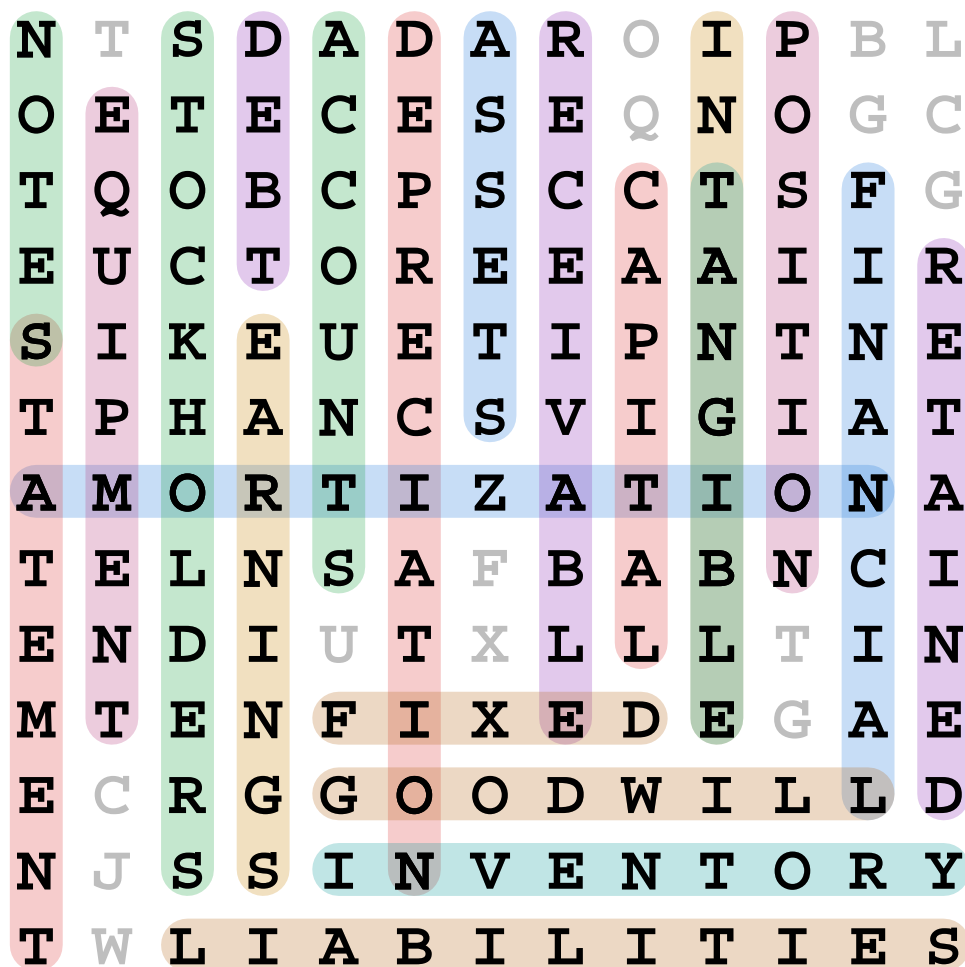 N T S D A D A R O I P B L
O E T E C E S E Q N O G C
T Q O B C P S C C T S F G
E U C T O R E E A A I I R
S I K E U E T I P N T N E
T P H A N C S V I G I A T
A M O R T I Z A T I O N A
T E L N S A F B A B N C I
E N D I U T X L L L T I N
M T E N F I X E D E G A E
E C R G G O O D W I L L D
N J S S I N V E N T O R Y
T W L I A B I L I T I E S